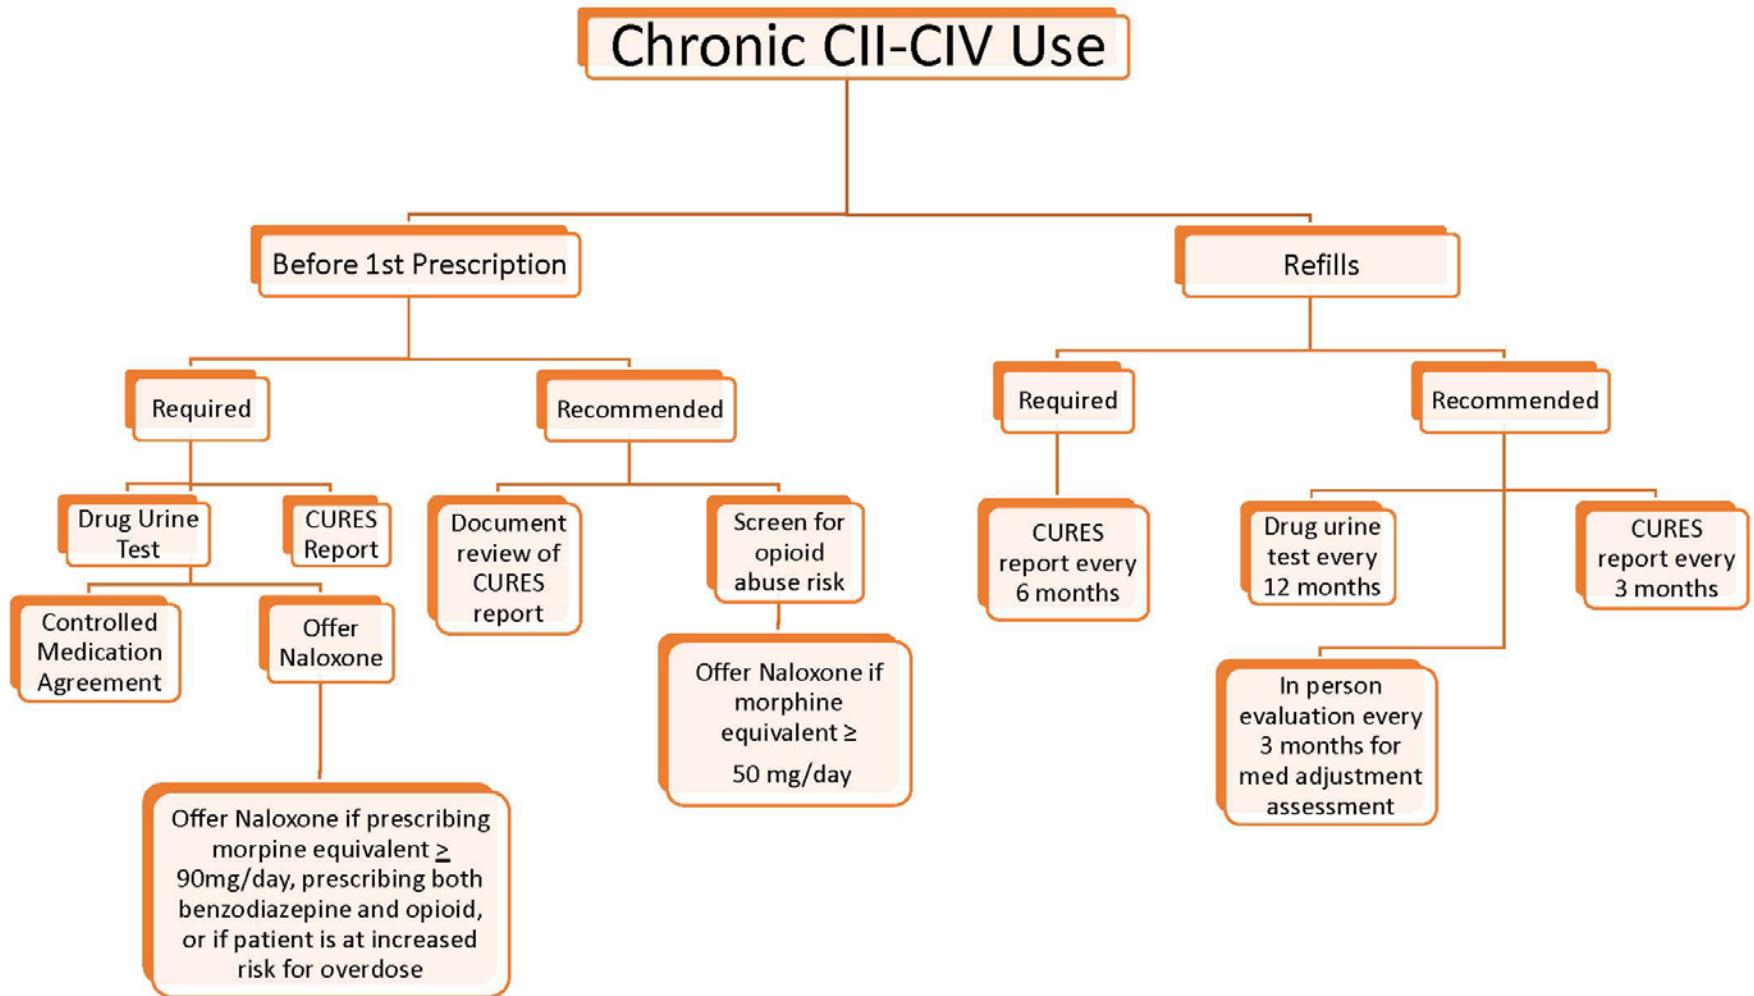 Chronic CII-CIV Use
Before 1st Prescription
Refills
Required
Recommended
Required
Recommended
Drug Urine
Test
CURES
Report
Controlled
Medication
Agreement
Offer
Naloxone
Offer Naloxone if prescribing
morpine equivalent ≥
90mg/day, prescribing both
benzodiazepine and opioid,
or if patient is at increased
risk for overdose
Document
review of
CURES
report
Screen for
opioid
abuse risk
Offer Naloxone if
morphine
equivalent ≥
50 mg/day
CURES
report every
6 months
Drug urine
test every
12 months
CURES
report every
3 months
In person
evaluation every
3 months for
med adjustment
assessment